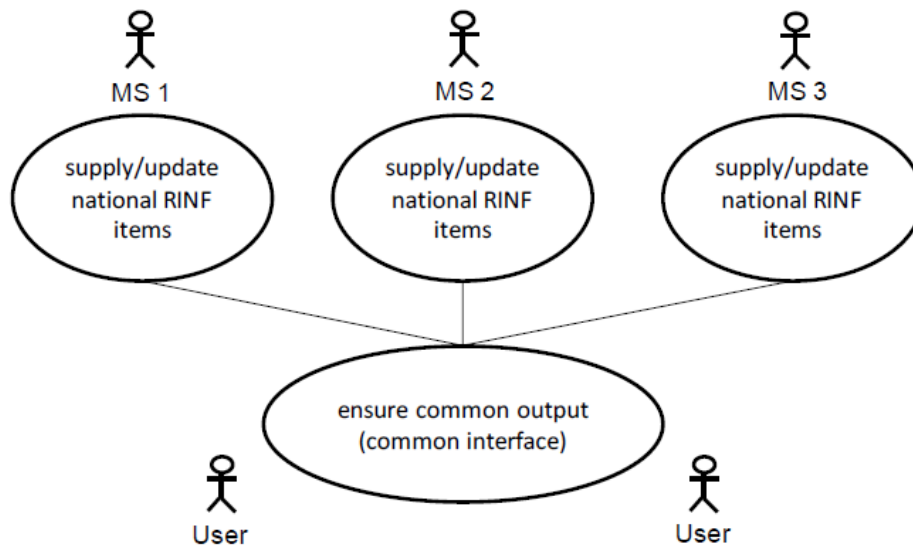 MS 1
MS 2
MS 3
supply/update
national RINF
items
supply/update
national RINF
items
supply/update
national RINF
items
ensure common output
(common interface)
User
User